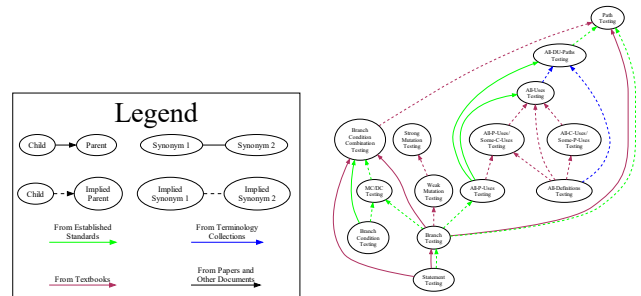 Legend
Child
Parent
Synonym 1
Synonym 2
Child
Implied
Parent
Implied
Synonym 1
Implied
Synonym 2
From Established
Standards
From Terminology
Collections
From Textbooks
From Papers and
Other Documents
Path
Testing
All-DU-Paths
Testing
All-Uses
Testing
Branch
Condition
Combination
Testing
Strong
Mutation
Testing
All-P-Uses/
Some-C-Uses
Testing
All-C-Uses/
Some-P-Uses
Testing
MC/DC
Testing
Weak
Mutation
Testing
All-P-Uses
Testing
All-Definitions
Testing
Branch
Condition
Testing
Branch
Testing
Statement
Testing